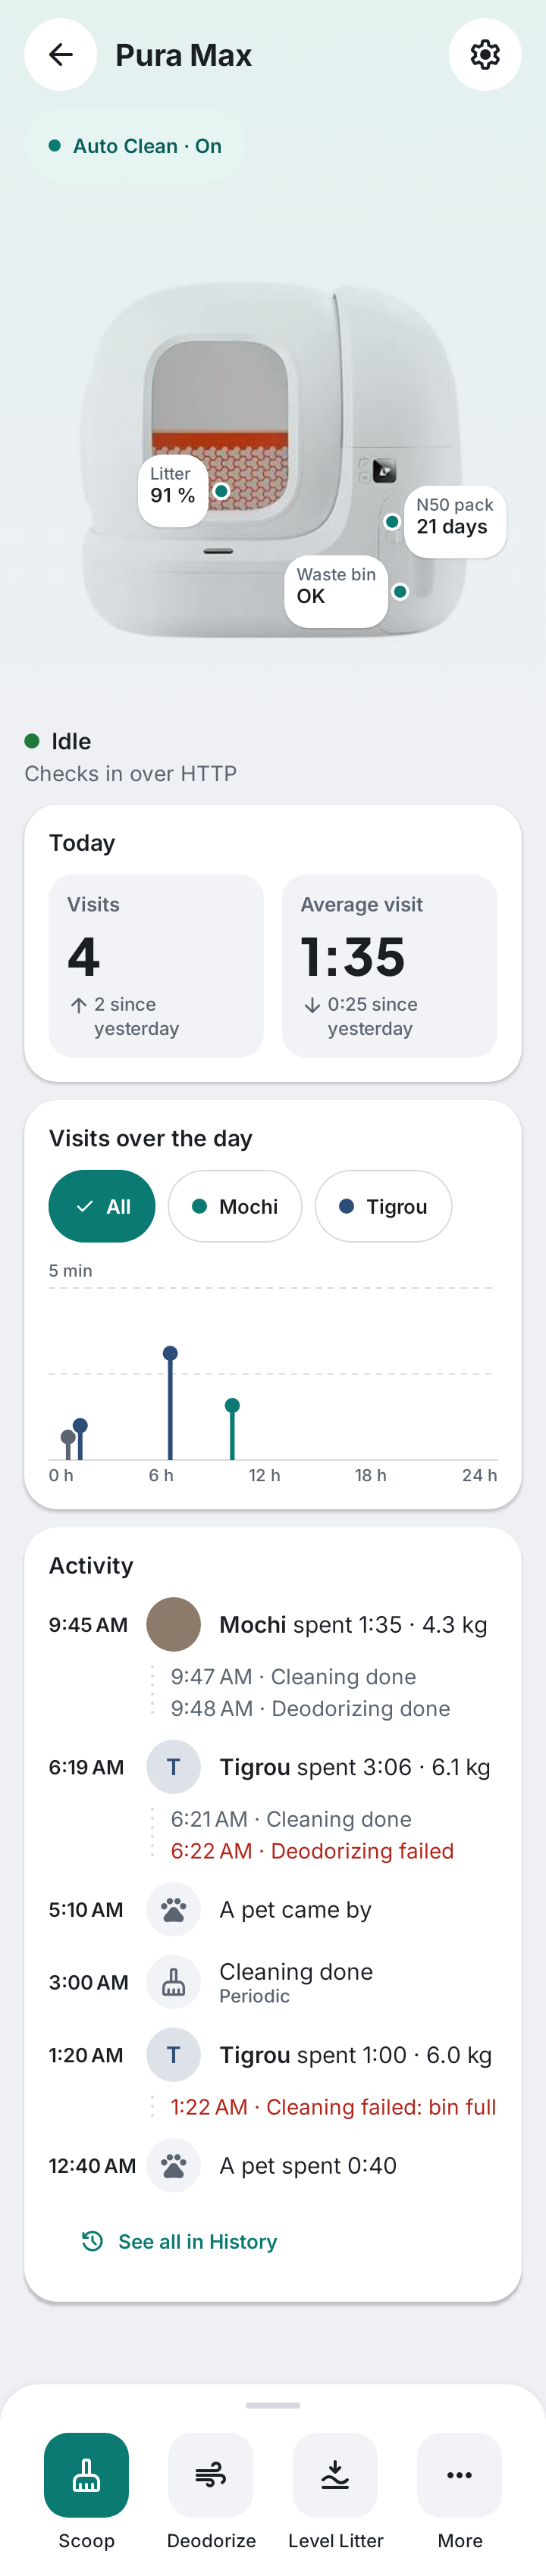 Pura Max
Auto Clean · On
Litter
91 %
N50 pack
21 days
Waste bin
OK
Idle
Checks in over HTTP
Today
Visits
4
2 since
yesterday
Average visit
1:35
0:25 since
yesterday
Visits over the day
All
Mochi
Tigrou
5 min
0 h
6 h
12 h
18 h
24 h
Activity
9:45 AM
Mochi spent 1:35 · 4.3 kg
9:47 AM · Cleaning done
9:48 AM · Deodorizing done
6:19 AM
T
Tigrou spent 3:06 · 6.1 kg
6:21 AM · Cleaning done
6:22 AM · Deodorizing failed
5:10 AM
A pet came by
3:00 AM
Cleaning done
Periodic
1:20 AM
T
Tigrou spent 1:00 · 6.0 kg
1:22 AM · Cleaning failed: bin full
12:40 AM
A pet spent 0:40
See all in History
Scoop
Deodorize
Level Litter
More